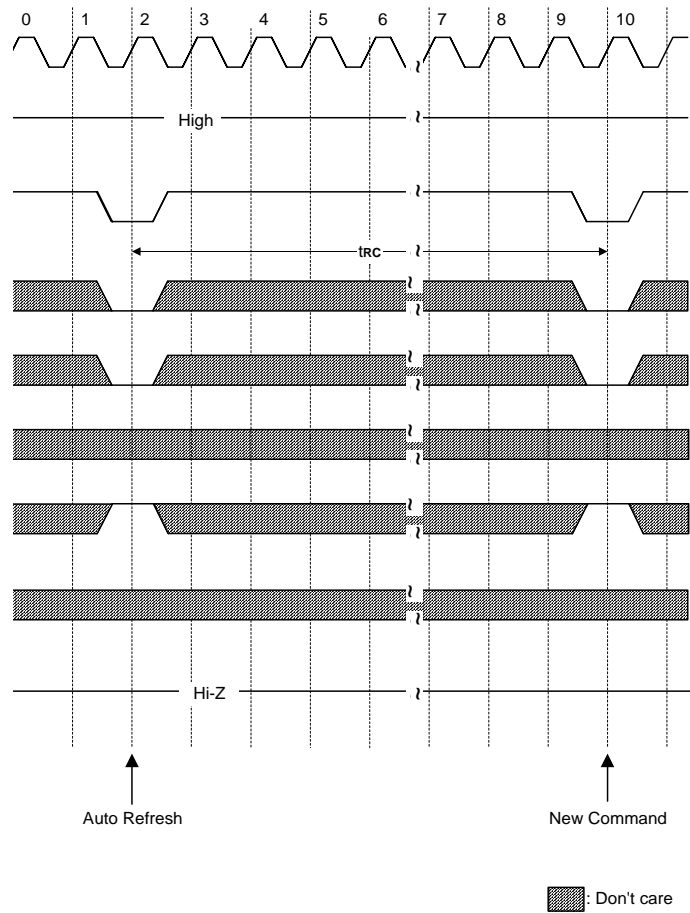 0 1 2 3 4 5 6 7 8 9 10
High
tRC
Hi-Z
Auto Refresh New Command
: Don't care